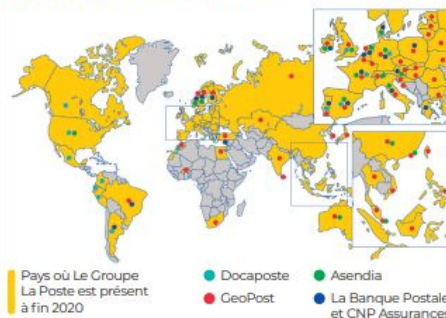 Pays où Le Groupe
La Poste est présent
à fin 2020
Docaposte
GeoPost
Asendia
La Banque Postale
et CNP Assurances